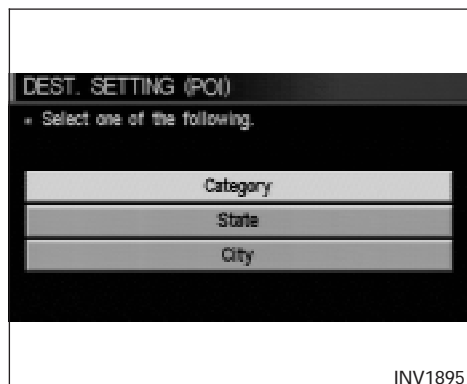 DEST. SETTING (POI)
▪ Select one of the following.
Category
State
City
INV1895